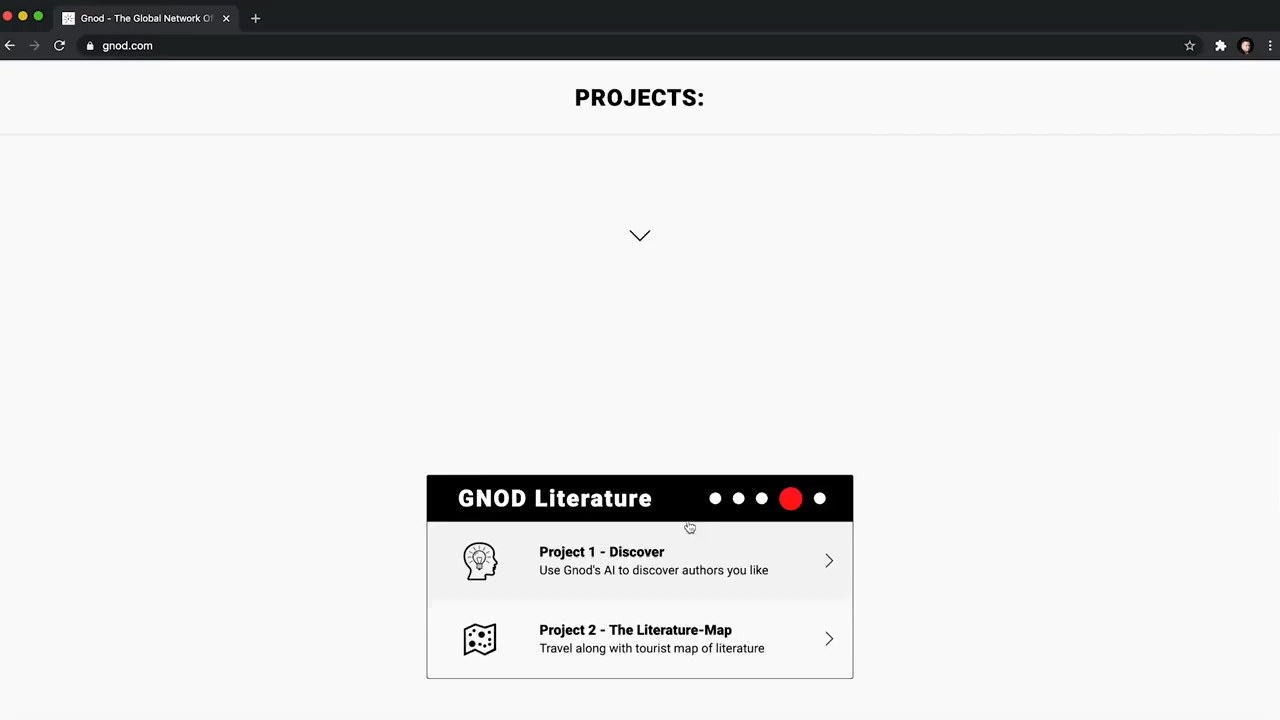 Gnod - The Global Network Of
gnod.com
PROJECTS:
GNOD Literature
Project 1 - Discover
Use Gnod's AI to discover authors you like
Project 2 - The Literature-Map
Travel along with tourist map of literature